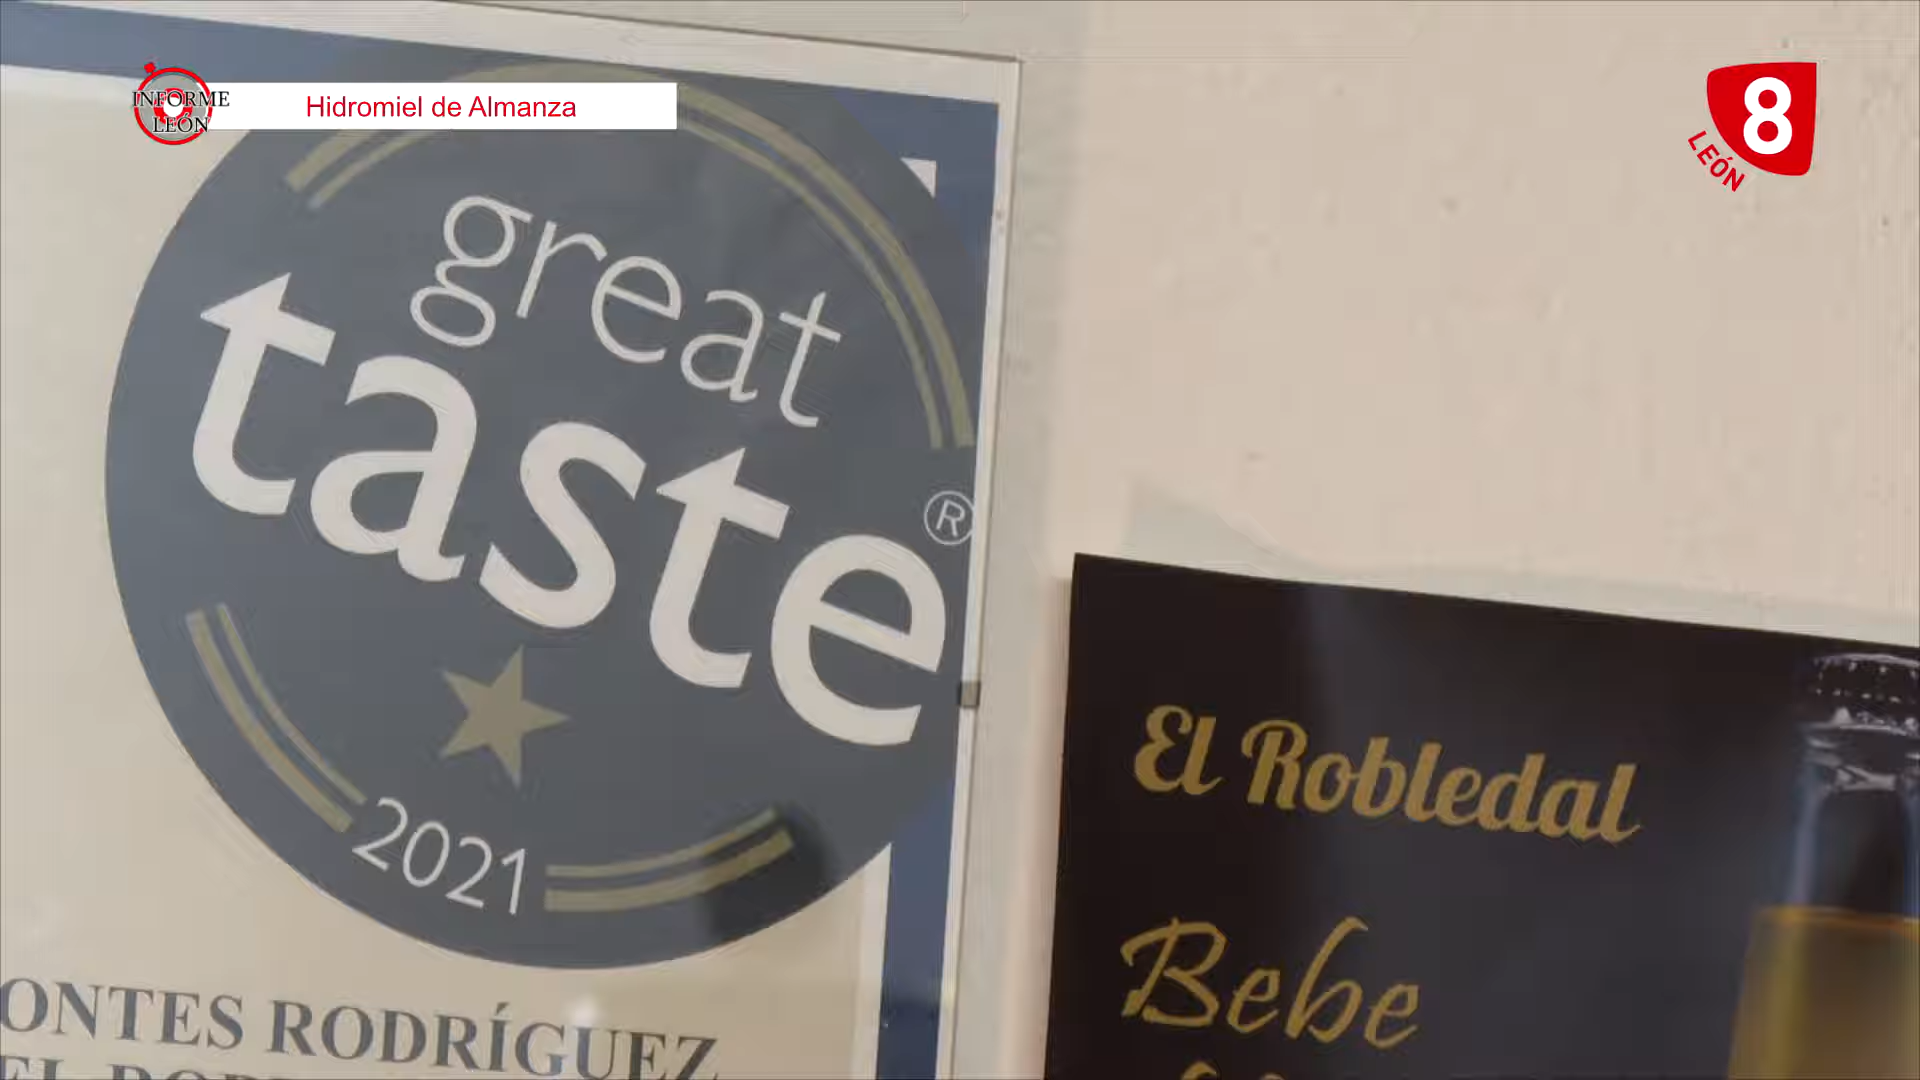 INFORME
LEÓN
Hidromiel de Almanza
8
LEÓN
great
taste
®
2021
ONTES RODRÍGUEZ
El Robledal
Bebe